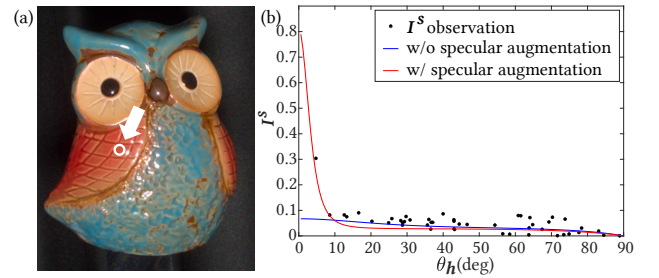 (a)
(b)
I^s observation
w/o specular augmentation
w/ specular augmentation
I^s
0.8
0.7
0.6
0.5
0.4
0.3
0.2
0.1
0
0 10 20 30 40 50 60 70 80 90
θ_h(deg)